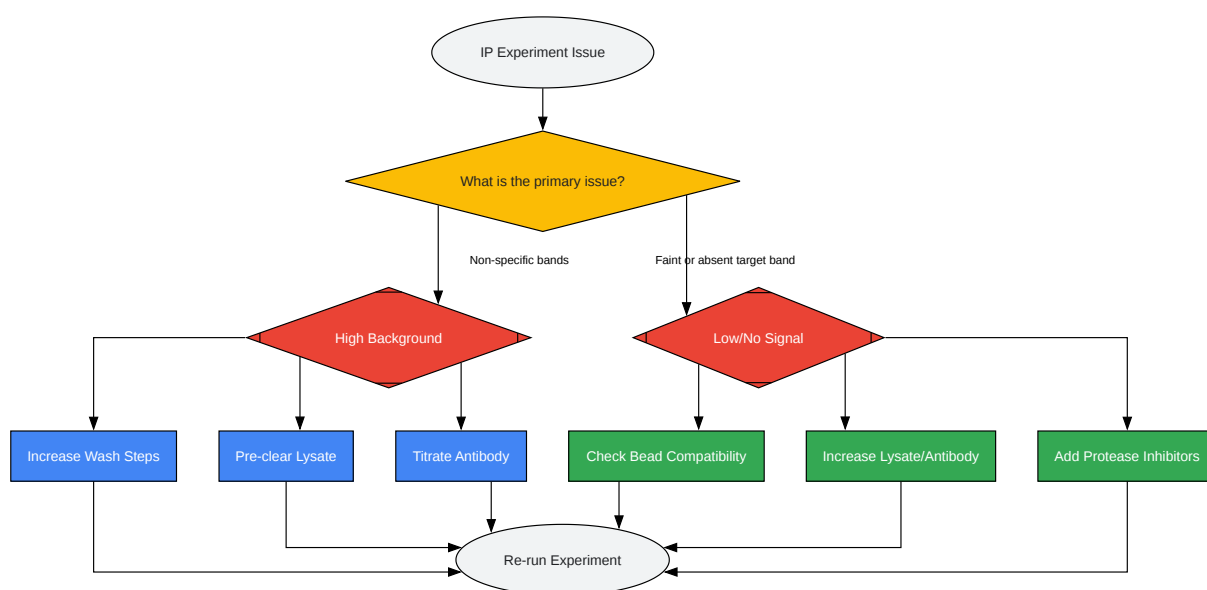 IP Experiment Issue
What is the primary issue?
Non-specific bands
Faint or absent target band
High Background
Low/No Signal
Increase Wash Steps
Pre-clear Lysate
Titrate Antibody
Check Bead Compatibility
Increase Lysate/Antibody
Add Protease Inhibitors
Re-run Experiment